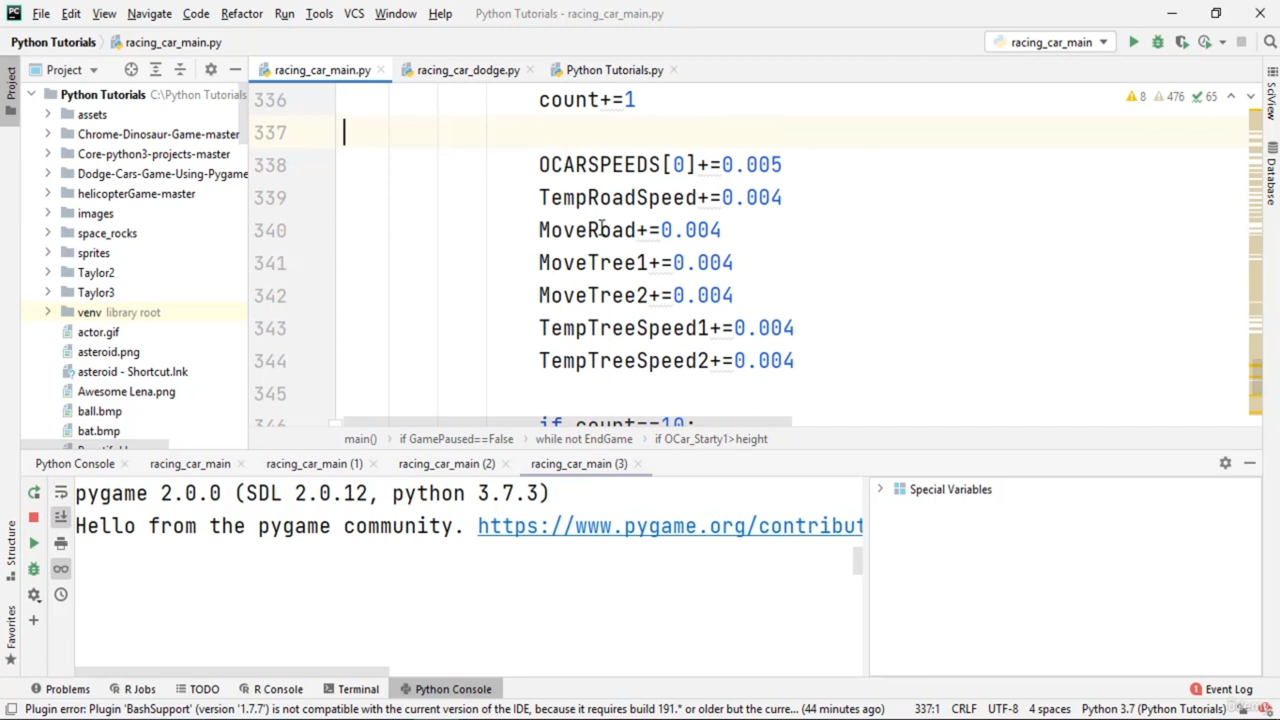 PC File Edit View Navigate Code Refactor Run Tools VCS Window Help Python Tutorials - racing_car_main.py
Python Tutorials racing_car_main.py racing_car_main
Project racing_car_main.py racing_car_dodge.py Python Tutorials.py
Project
SciView
Database
Structure
Favorites
Python Tutorials C:\Python Tutorials
assets
Chrome-Dinosaur-Game-master
Core-python3-projects-master
Dodge-Cars-Game-Using-Pygame
helicopterGame-master
images
space_rocks
sprites
Taylor2
Taylor3
venv library root
actor.gif
asteroid.png
asteroid - Shortcut.lnk
Awesome Lena.png
ball.bmp
bat.bmp
8 476 65
336 count+=1
337
338 OCARSPEEDS[0]+=0.005
339 TempRoadSpeed+=0.004
340 MoveRoad+=0.004
341 MoveTree1+=0.004
342 MoveTree2+=0.004
343 TempTreeSpeed1+=0.004
344 TempTreeSpeed2+=0.004
345
346 if count==10:
main() if GamePaused==False while not EndGame if OCar_Starty1>height
Python Console racing_car_main racing_car_main (1) racing_car_main (2) racing_car_main (3)
pygame 2.0.0 (SDL 2.0.12, python 3.7.3)
Hello from the pygame community. https://www.pygame.org/contribut
Special Variables
Problems R Jobs TODO R Console Terminal Python Console Event Log
Plugin error: Plugin 'BashSupport' (version '1.7.7') is not compatible with the current version of the IDE, because it requires build 191.* or older but the curre... (44 minutes ago) 337:1 CRLF UTF-8 4 spaces Python 3.7 (Python Tutorials)